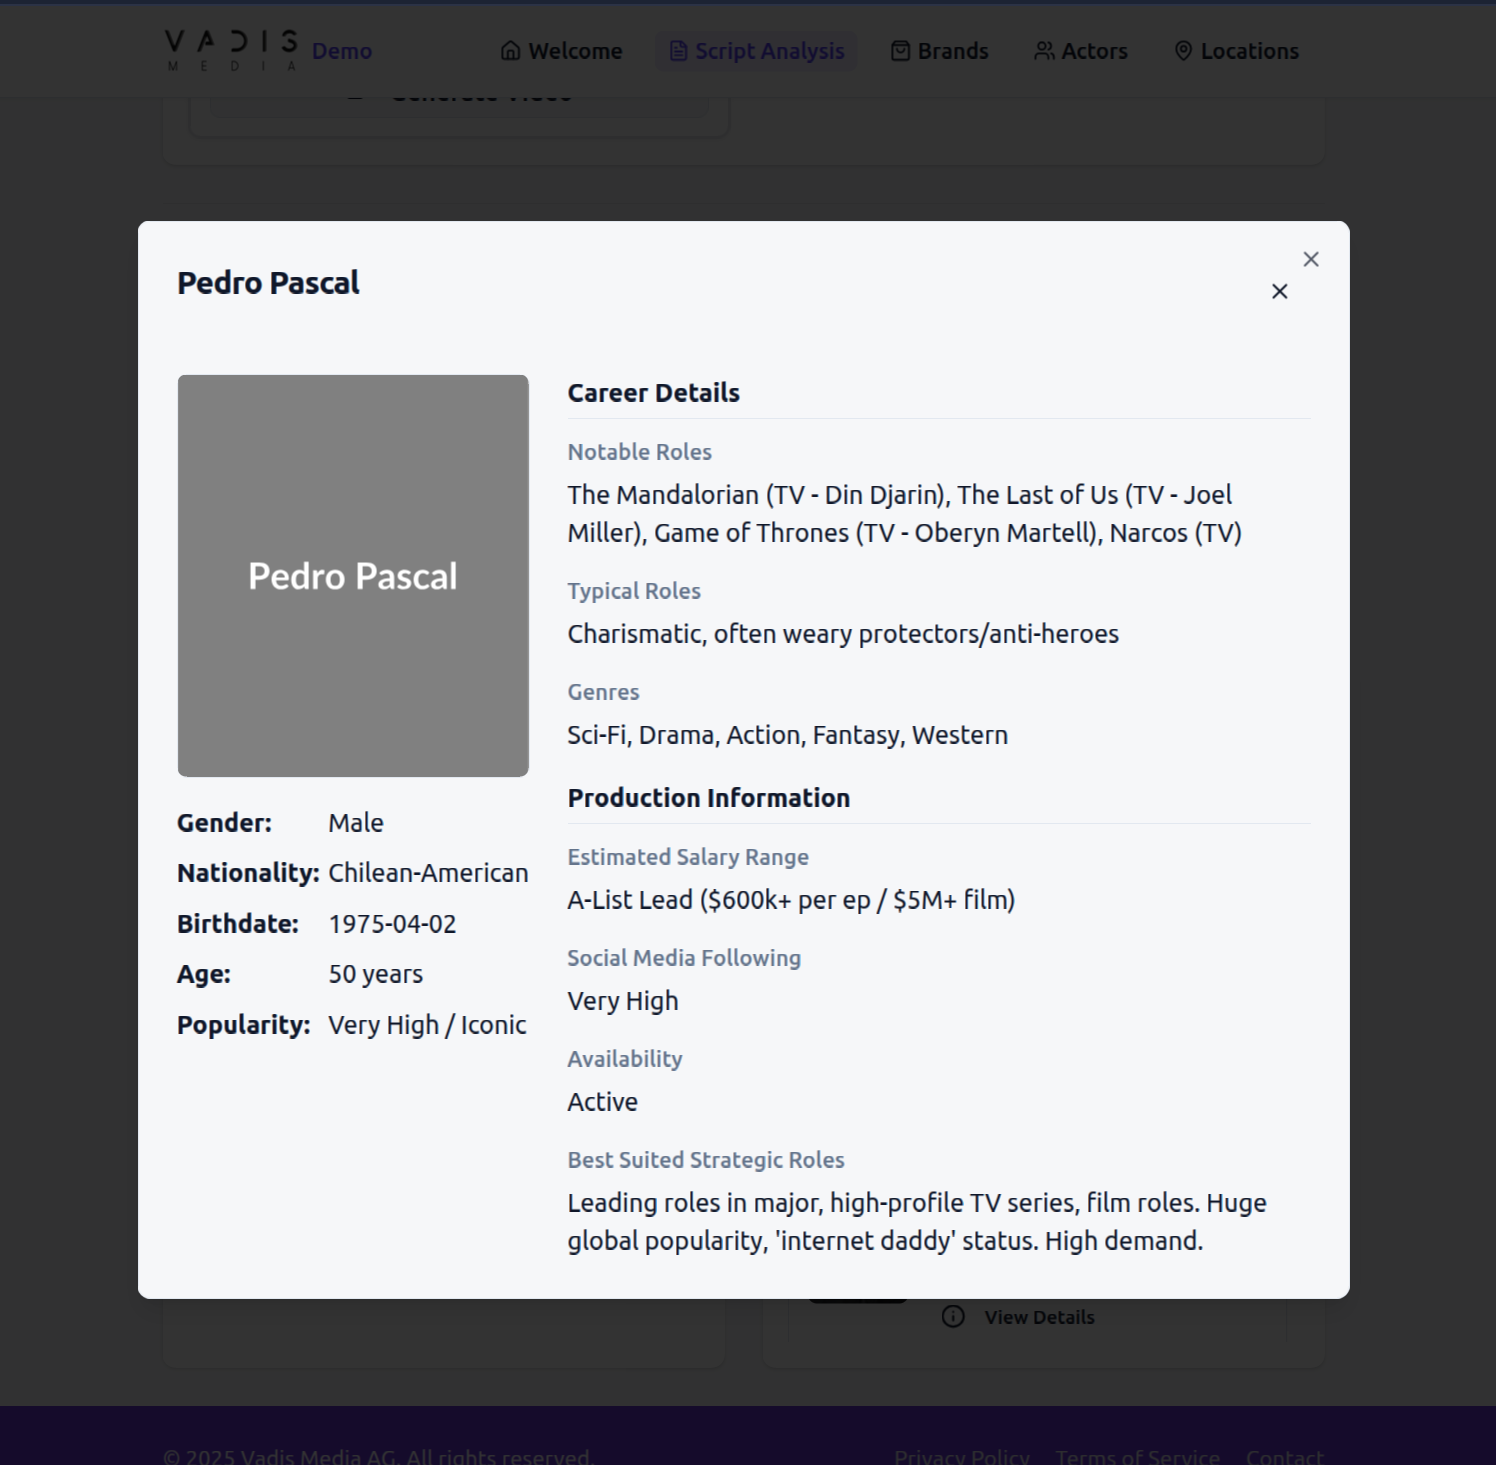 VADIS
MEDIA
Demo
Welcome
Script Analysis
Brands
Actors
Locations
Generate Video
Pedro Pascal
Pedro Pascal
Gender: Male
Nationality: Chilean-American
Birthdate: 1975-04-02
Age: 50 years
Popularity: Very High / Iconic
Career Details
Notable Roles
The Mandalorian (TV - Din Djarin), The Last of Us (TV - Joel
Miller), Game of Thrones (TV - Oberyn Martell), Narcos (TV)
Typical Roles
Charismatic, often weary protectors/anti-heroes
Genres
Sci-Fi, Drama, Action, Fantasy, Western
Production Information
Estimated Salary Range
A-List Lead ($600k+ per ep / $5M+ film)
Social Media Following
Very High
Availability
Active
Best Suited Strategic Roles
Leading roles in major, high-profile TV series, film roles. Huge
global popularity, 'internet daddy' status. High demand.
View Details
© 2025 Vadis Media AG. All rights reserved.
Privacy Policy
Terms of Service
Contact